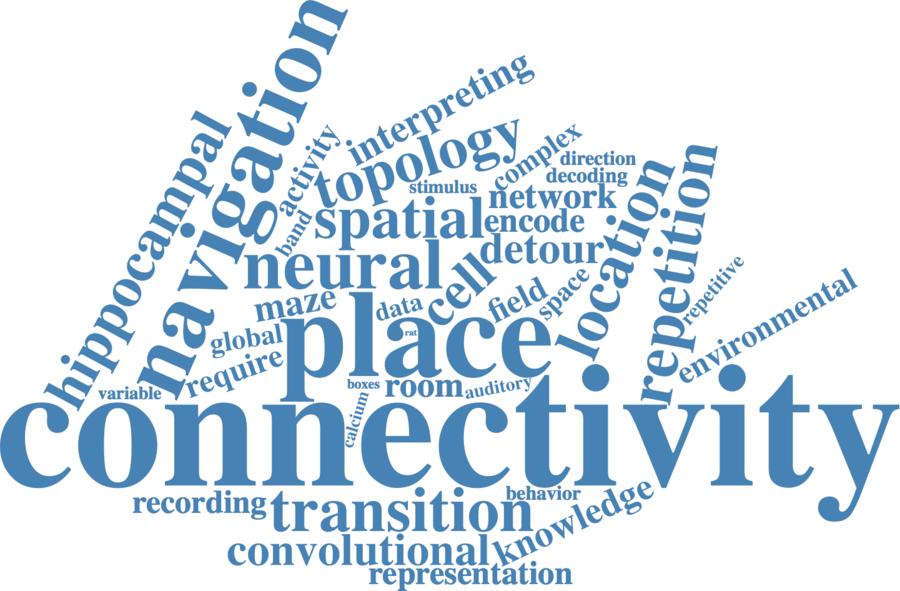 navigation
hippocampal
interpreting
activity
topology
complex
direction
decoding
stimulus
network
band
spatial
encode
detour
location
repetition
neural
cell
repetitive
space
field
environmental
maze
data
place
rat
global
require
boxes
room
auditory
variable
calcium
connectivity
recording
transition
behavior
knowledge
convolutional
representation